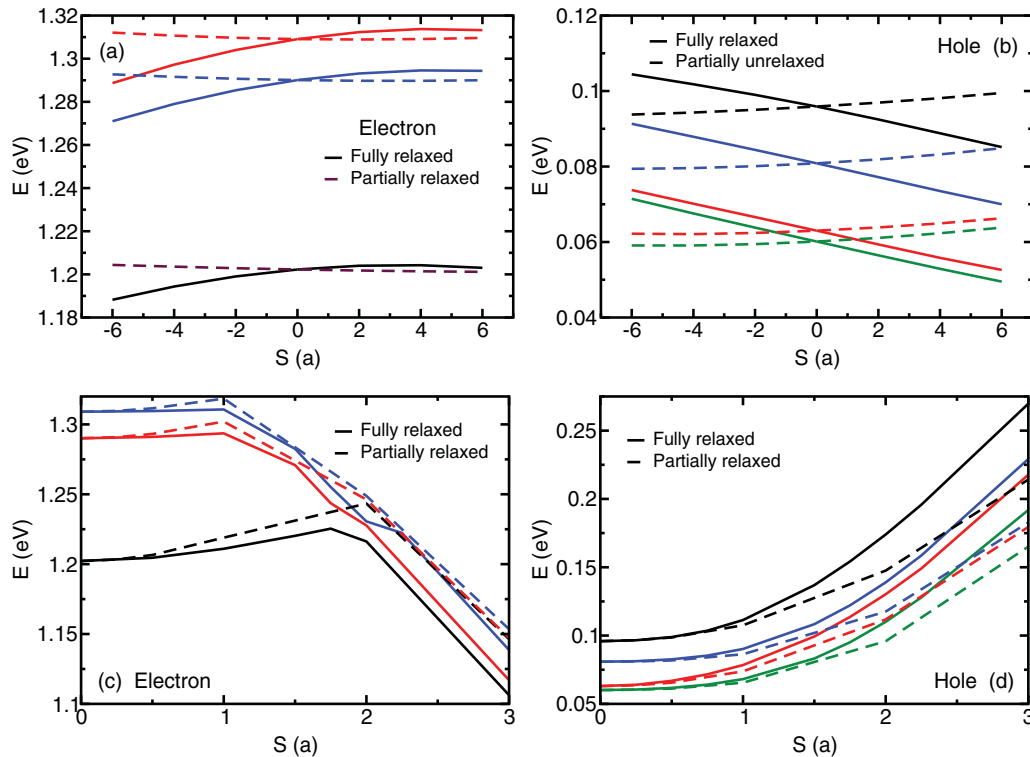 (a)
E (eV)
1.32
1.3
1.28
1.26
1.24
1.22
1.2
1.18
Electron
Fully relaxed
Partially relaxed
-6 -4 -2 0 2 4 6
S (a)
Hole (b)
E (eV)
0.12
0.1
0.08
0.06
0.04
Fully relaxed
Partially unrelaxed
-6 -4 -2 0 2 4 6
S (a)
E (eV)
1.3
1.25
1.2
1.15
1.1
Fully relaxed
Partially relaxed
(c) Electron
0 1 2 3
S (a)
E (eV)
0.25
0.2
0.15
0.1
0.05
Fully relaxed
Partially relaxed
Hole (d)
0 1 2 3
S (a)